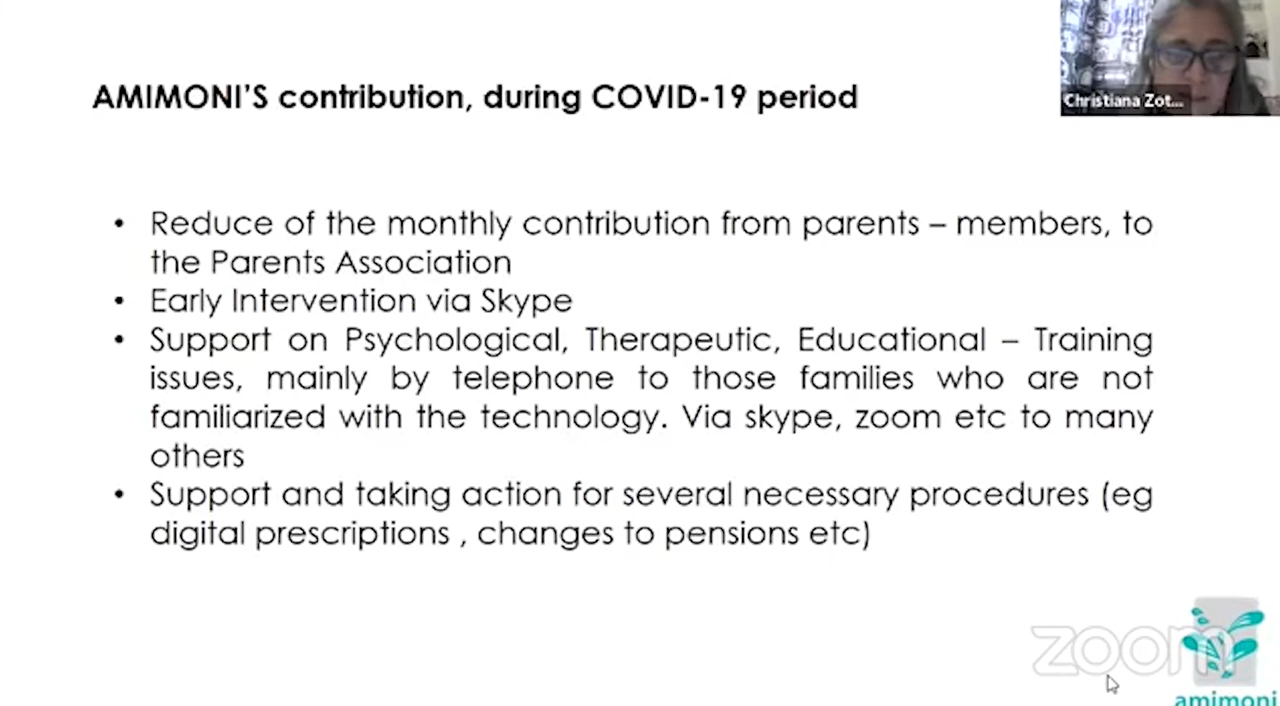 Christiana Zot...
AMIMONI'S contribution, during COVID-19 period
• Reduce of the monthly contribution from parents – members, to
the Parents Association
• Early Intervention via Skype
• Support on Psychological, Therapeutic, Educational – Training
issues, mainly by telephone to those families who are not
familiarized with the technology. Via skype, zoom etc to many
others
• Support and taking action for several necessary procedures (eg
digital prescriptions , changes to pensions etc)
zoom
amimoni